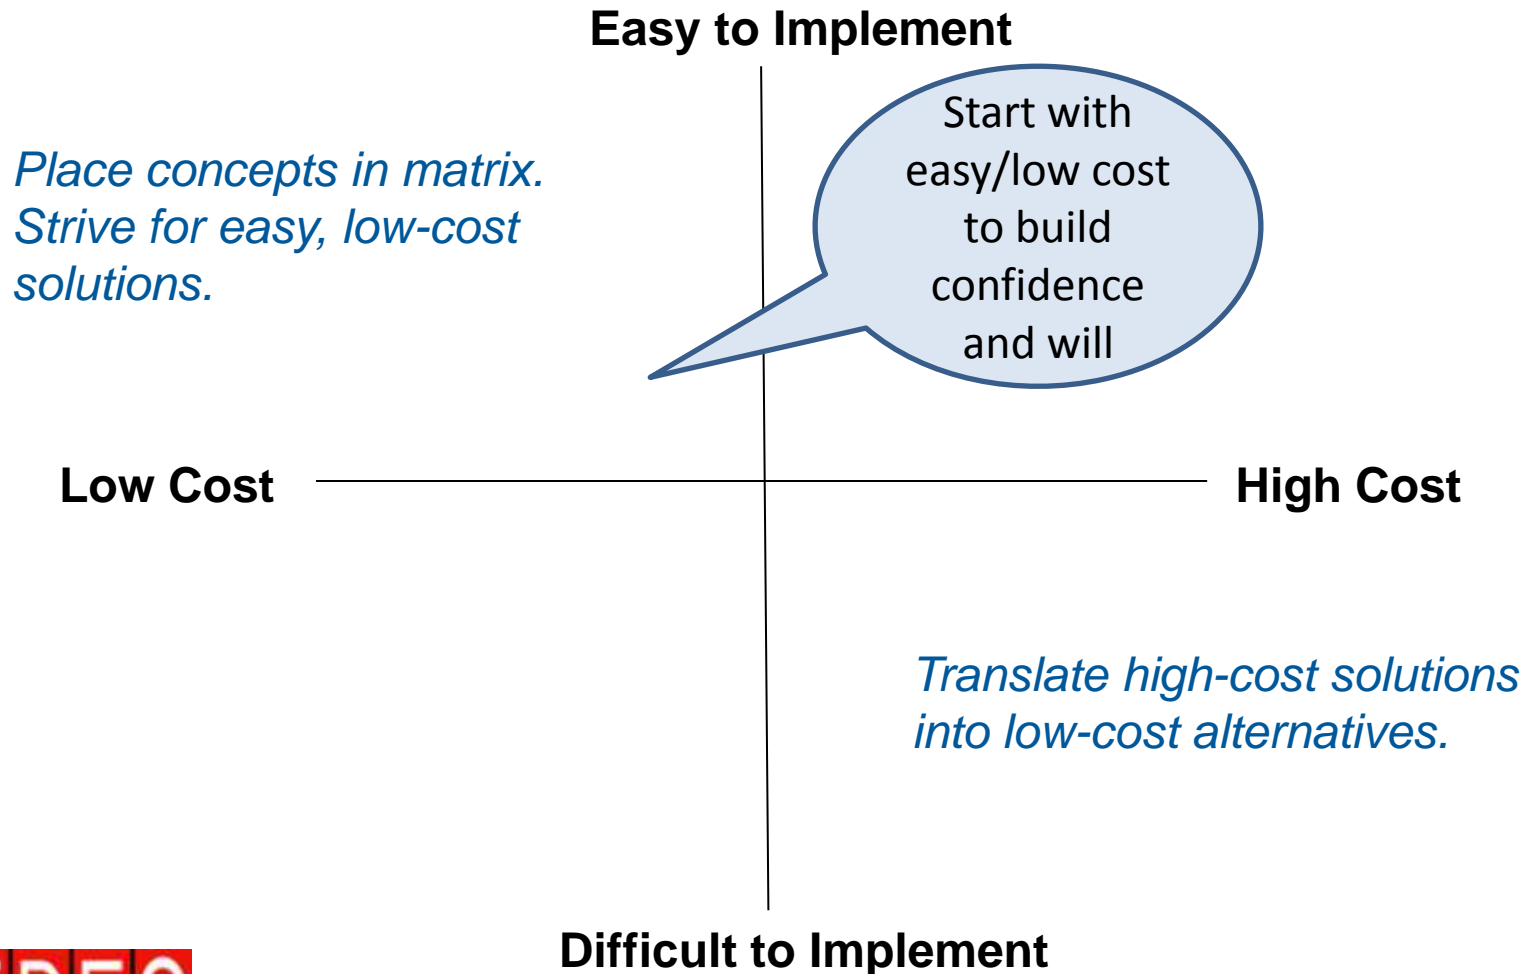 Easy to Implement
Start with
easy/low cost
to build
confidence
and will
Place concepts in matrix.
Strive for easy, low-cost
solutions.
Low Cost
High Cost
Translate high-cost solutions
into low-cost alternatives.
Difficult to Implement